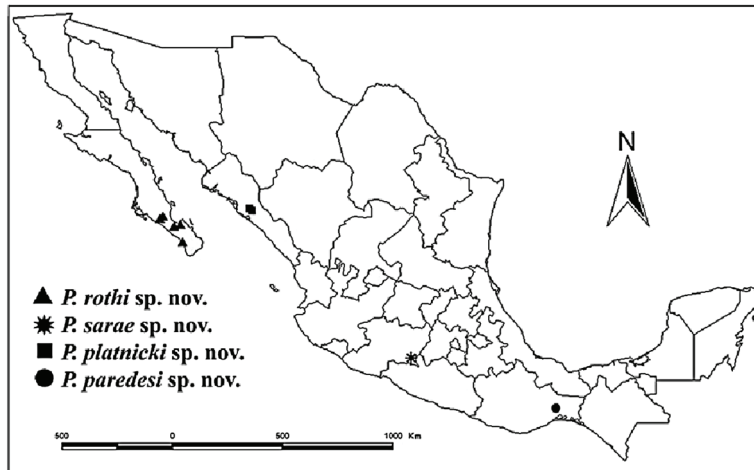 N
P. rothi sp. nov.
P. sarae sp. nov.
P. platnicki sp. nov.
P. paredesi sp. nov.
500 0 500 1000 Km